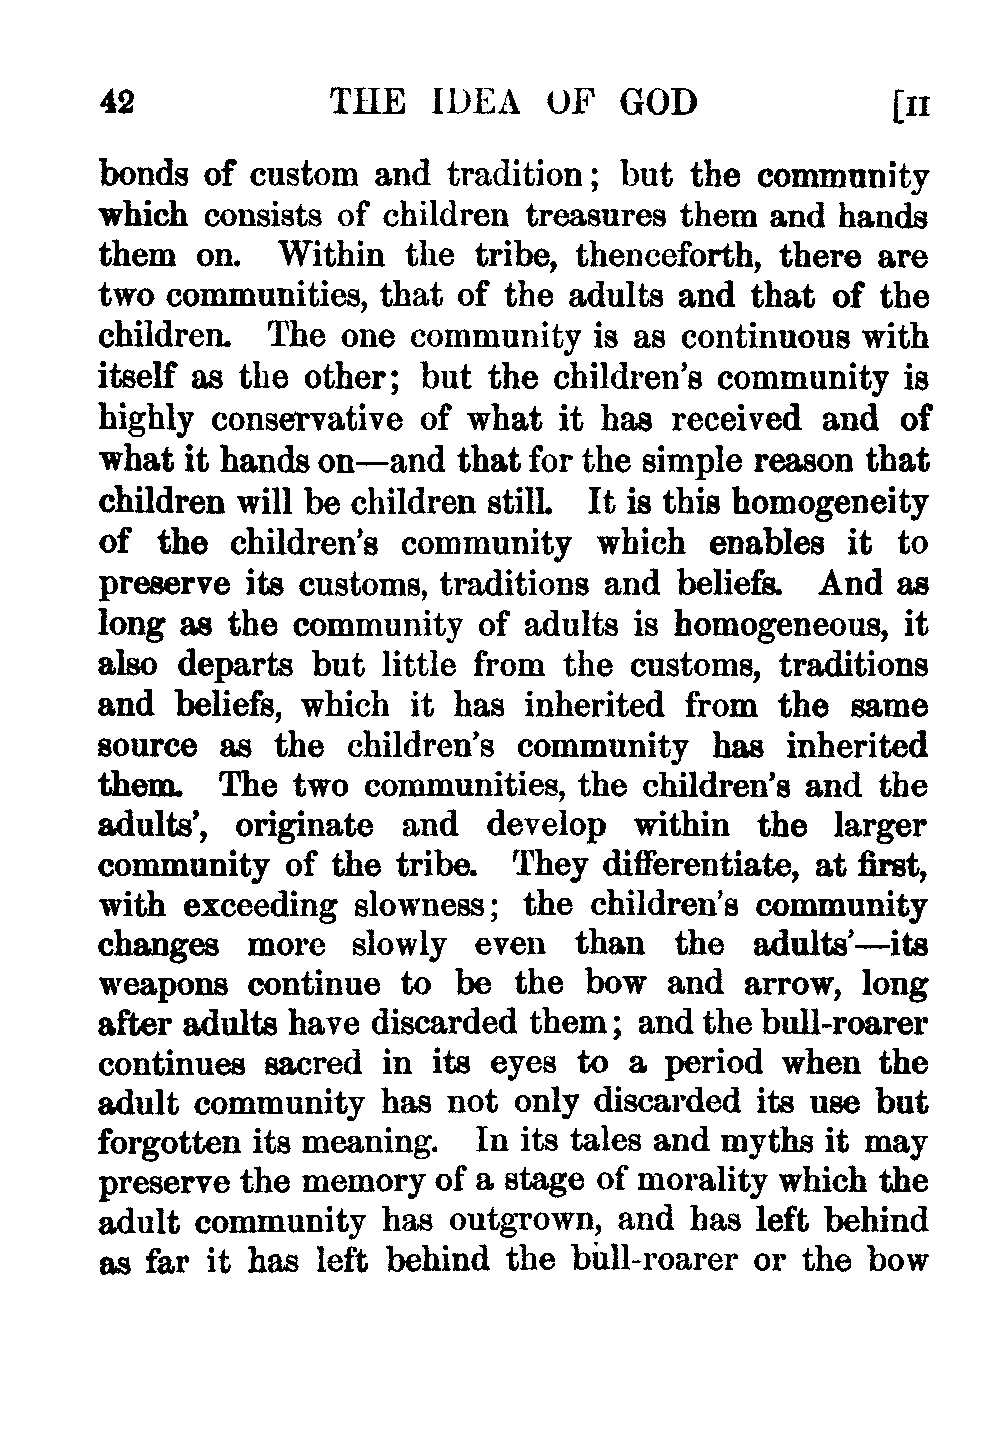 42 THE IDEA OF GOD [II
bonds of custom and tradition; but the community
which consists of children treasures them and hands
them on. Within the tribe, thenceforth, there are
two communities, that of the adults and that of the
children. The one community is as continuous with
itself as the other; but the children's community is
highly conservative of what it has received and of
what it hands on—and that for the simple reason that
children will be children still. It is this homogeneity
of the children's community which enables it to
preserve its customs, traditions and beliefs. And as
long as the community of adults is homogeneous, it
also departs but little from the customs, traditions
and beliefs, which it has inherited from the same
source as the children's community has inherited
them. The two communities, the children's and the
adults', originate and develop within the larger
community of the tribe. They differentiate, at first,
with exceeding slowness; the children's community
changes more slowly even than the adults'—its
weapons continue to be the bow and arrow, long
after adults have discarded them; and the bull-roarer
continues sacred in its eyes to a period when the
adult community has not only discarded its use but
forgotten its meaning. In its tales and myths it may
preserve the memory of a stage of morality which the
adult community has outgrown, and has left behind
as far it has left behind the bull-roarer or the bow